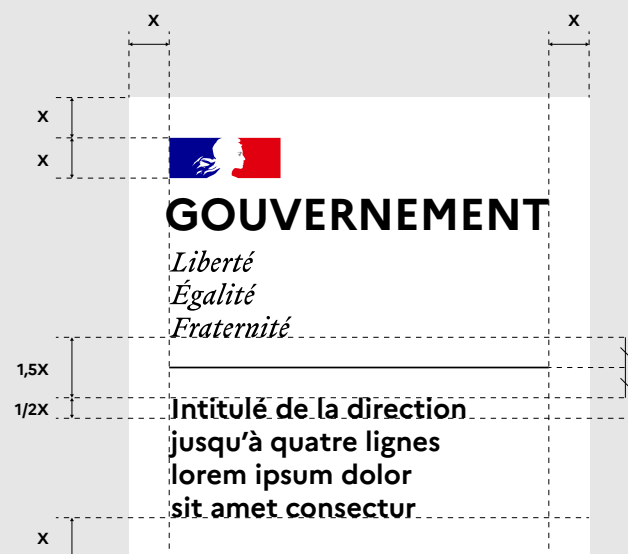 X X
X
X
GOUVERNEMENT
Liberté
Égalité
Fraternité
1,5X
1/2X
Intitulé de la direction
jusqu’à quatre lignes
lorem ipsum dolor
sit amet consectur
X